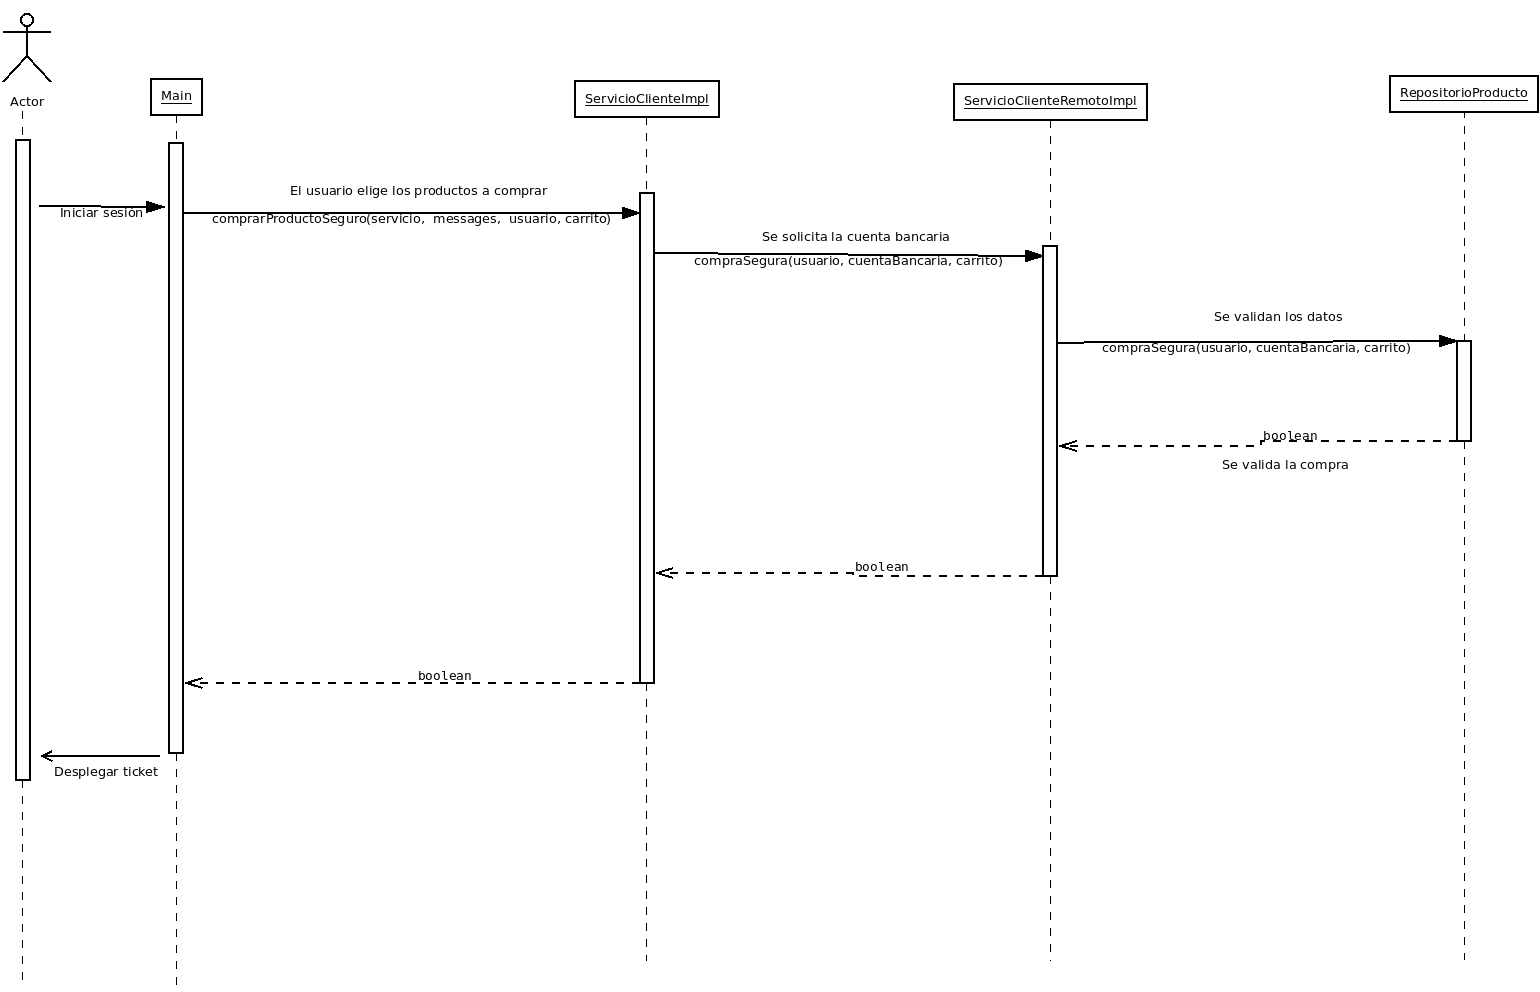 Actor
Main
ServicioClienteImpl
ServicioClienteRemotoImpl
RepositorioProducto
Iniciar sesión
El usuario elige los productos a comprar
comprarProductoSeguro(servicio,  messages,  usuario, carrito)
Se solicita la cuenta bancaria
compraSegura(usuario, cuentaBancaria, carrito)
Se validan los datos
compraSegura(usuario, cuentaBancaria, carrito)
boolean
Se valida la compra
boolean
boolean
Desplegar ticket